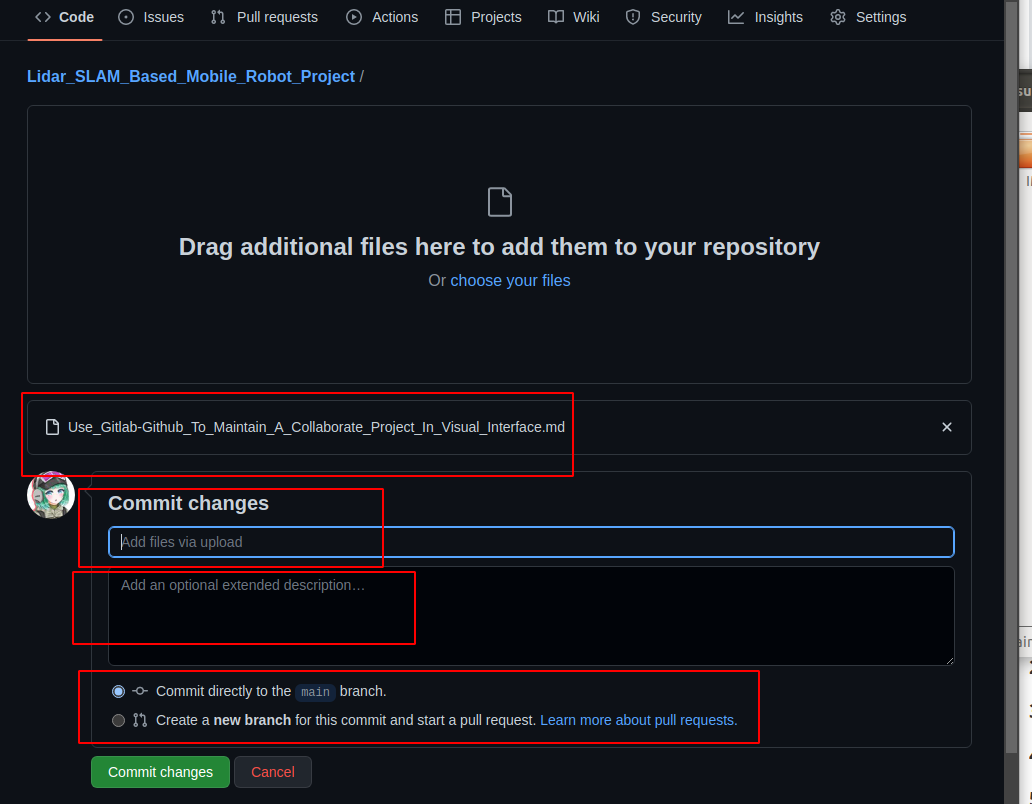 Code Issues Pull requests Actions Projects Wiki Security Insights Settings
Lidar_SLAM_Based_Mobile_Robot_Project /
Drag additional files here to add them to your repository
Or choose your files
Use_Gitlab-Github_To_Maintain_A_Collaborate_Project_In_Visual_Interface.md
Commit changes
Add files via upload
Add an optional extended description…
Commit directly to the main branch.
Create a new branch for this commit and start a pull request. Learn more about pull requests.
Commit changes Cancel